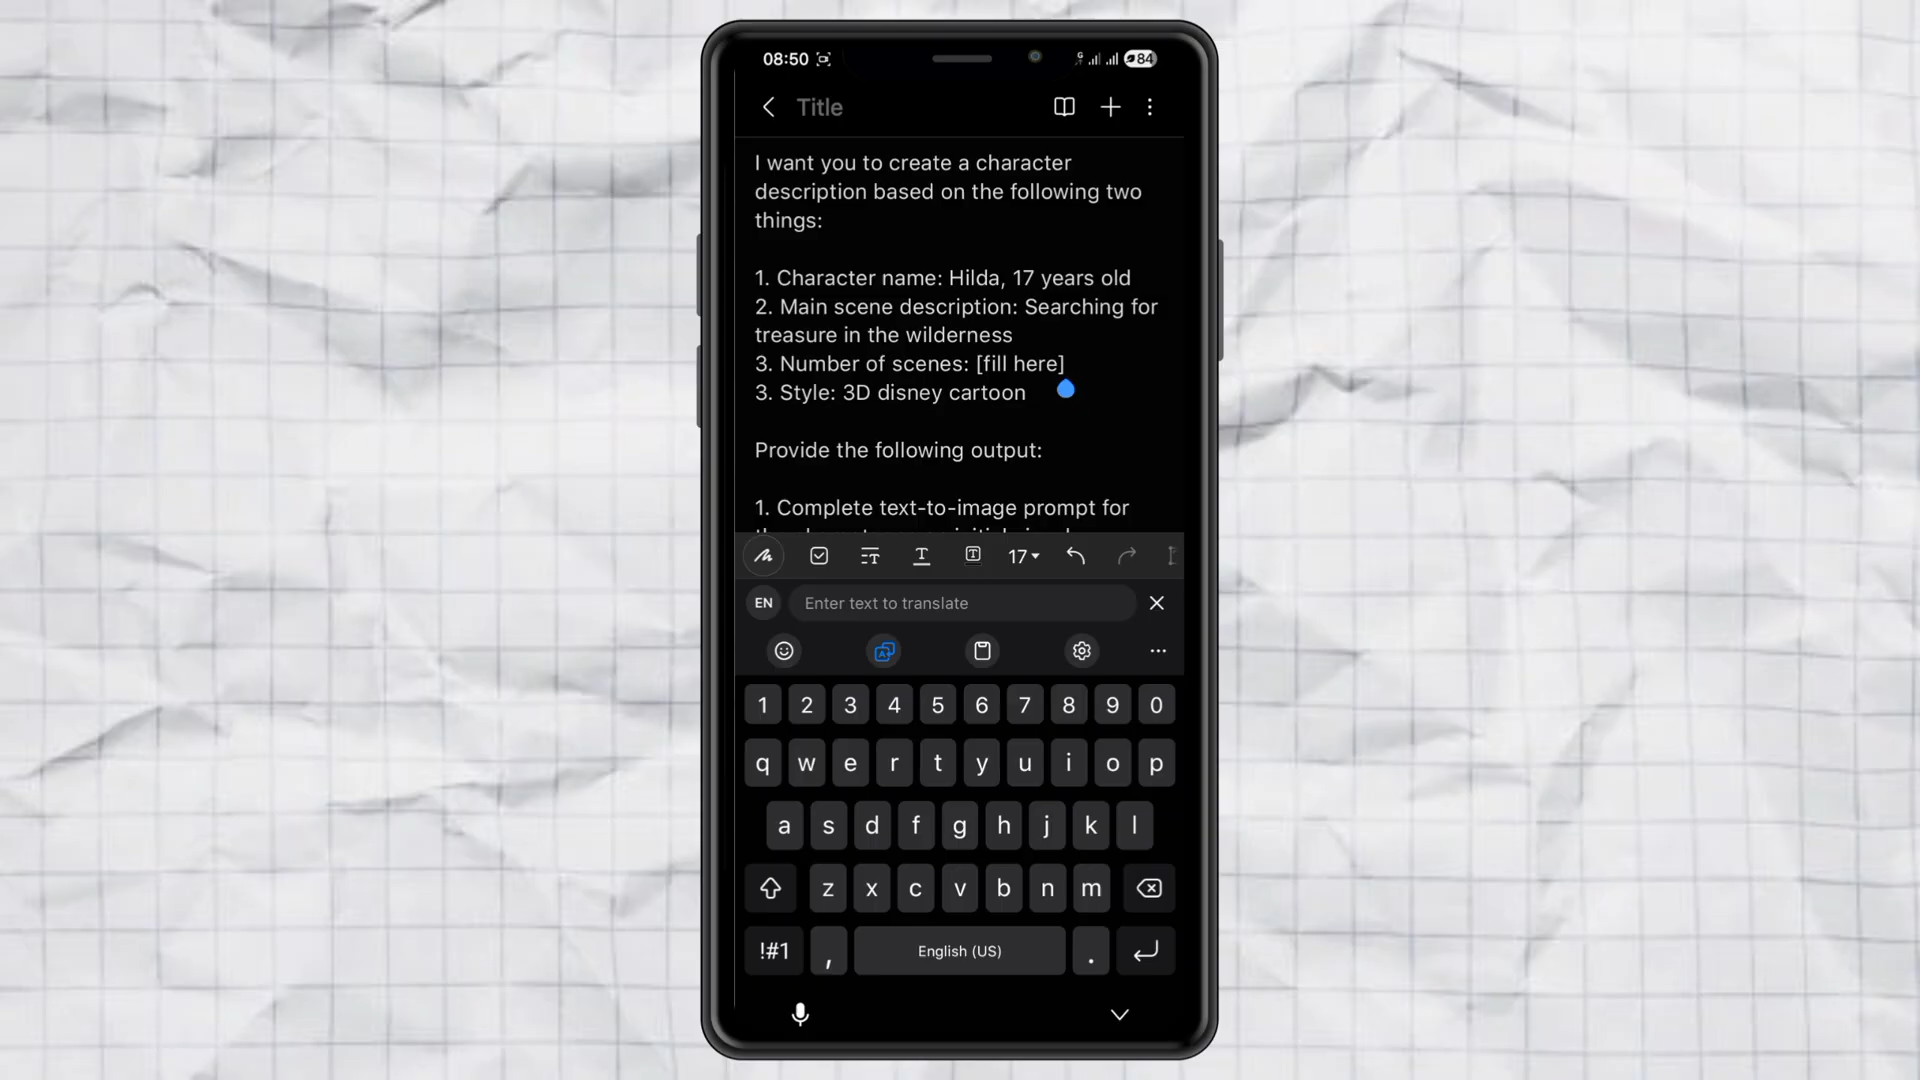 08:50
84
Title
I want you to create a character
description based on the following two
things:
1. Character name: Hilda, 17 years old
2. Main scene description: Searching for
treasure in the wilderness
3. Number of scenes: [fill here]
3. Style: 3D disney cartoon
Provide the following output:
1. Complete text-to-image prompt for
17
EN Enter text to translate
1 2 3 4 5 6 7 8 9 0
q w e r t y u i o p
a s d f g h j k l
z x c v b n m
!#1 , English (US) .